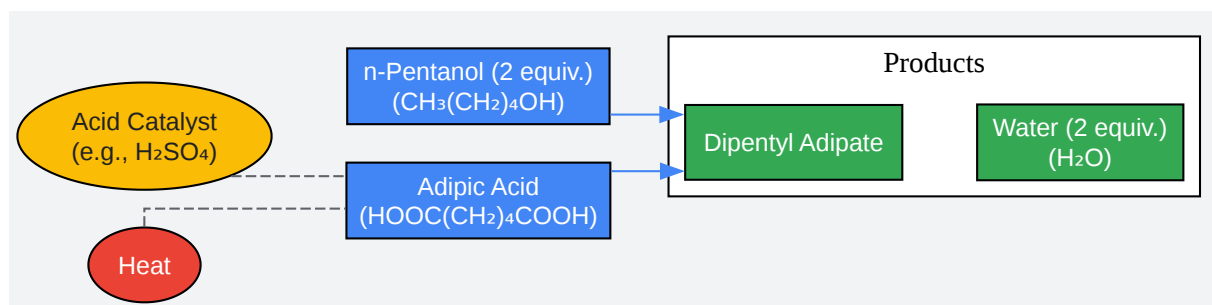 Acid Catalyst
(e.g., H₂SO₄)
Heat
n-Pentanol (2 equiv.)
(CH₃(CH₂)₄OH)
Adipic Acid
(HOOC(CH₂)₄COOH)
Products
Dipentyl Adipate
Water (2 equiv.)
(H₂O)